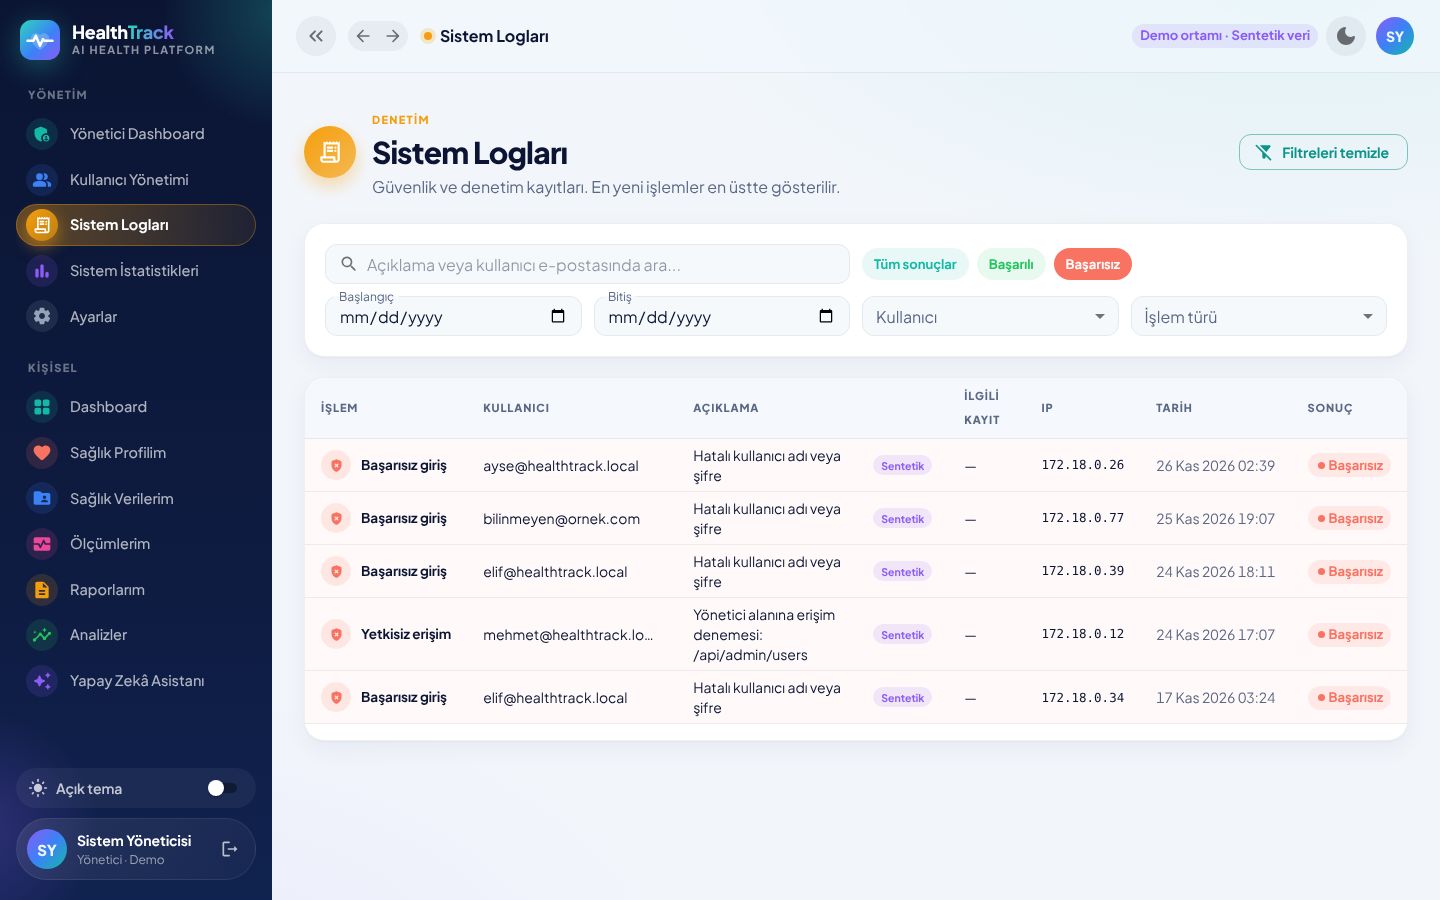 HealthTrack
AI HEALTH PLATFORM
YÖNETİM
Yönetici Dashboard
Kullanıcı Yönetimi
Sistem Logları
Sistem İstatistikleri
Ayarlar
KİŞİSEL
Dashboard
Sağlık Profilim
Sağlık Verilerim
Ölçümlerim
Raporlarım
Analizler
Yapay Zekâ Asistanı
Açık tema
SY
Sistem Yöneticisi
Yönetici · Demo
Sistem Logları
Demo ortamı · Sentetik veri
SY
DENETİM
Sistem Logları
Güvenlik ve denetim kayıtları. En yeni işlemler en üstte gösterilir.
Filtreleri temizle
Açıklama veya kullanıcı e-postasında ara...
Tüm sonuçlar
Başarılı
Başarısız
Başlangıç
mm/dd/yyyy
Bitiş
mm/dd/yyyy
Kullanıcı
İşlem türü
İŞLEM KULLANICI AÇIKLAMA İLGİLİ KAYIT IP TARİH SONUÇ
Başarısız giriş ayse@healthtrack.local Hatalı kullanıcı adı veya şifre Sentetik — 172.18.0.26 26 Kas 2026 02:39 Başarısız
Başarısız giriş bilinmeyen@ornek.com Hatalı kullanıcı adı veya şifre Sentetik — 172.18.0.77 25 Kas 2026 19:07 Başarısız
Başarısız giriş elif@healthtrack.local Hatalı kullanıcı adı veya şifre Sentetik — 172.18.0.39 24 Kas 2026 18:11 Başarısız
Yetkisiz erişim mehmet@healthtrack.lo... Yönetici alanına erişim denemesi: /api/admin/users Sentetik — 172.18.0.12 24 Kas 2026 17:07 Başarısız
Başarısız giriş elif@healthtrack.local Hatalı kullanıcı adı veya şifre Sentetik — 172.18.0.34 17 Kas 2026 03:24 Başarısız